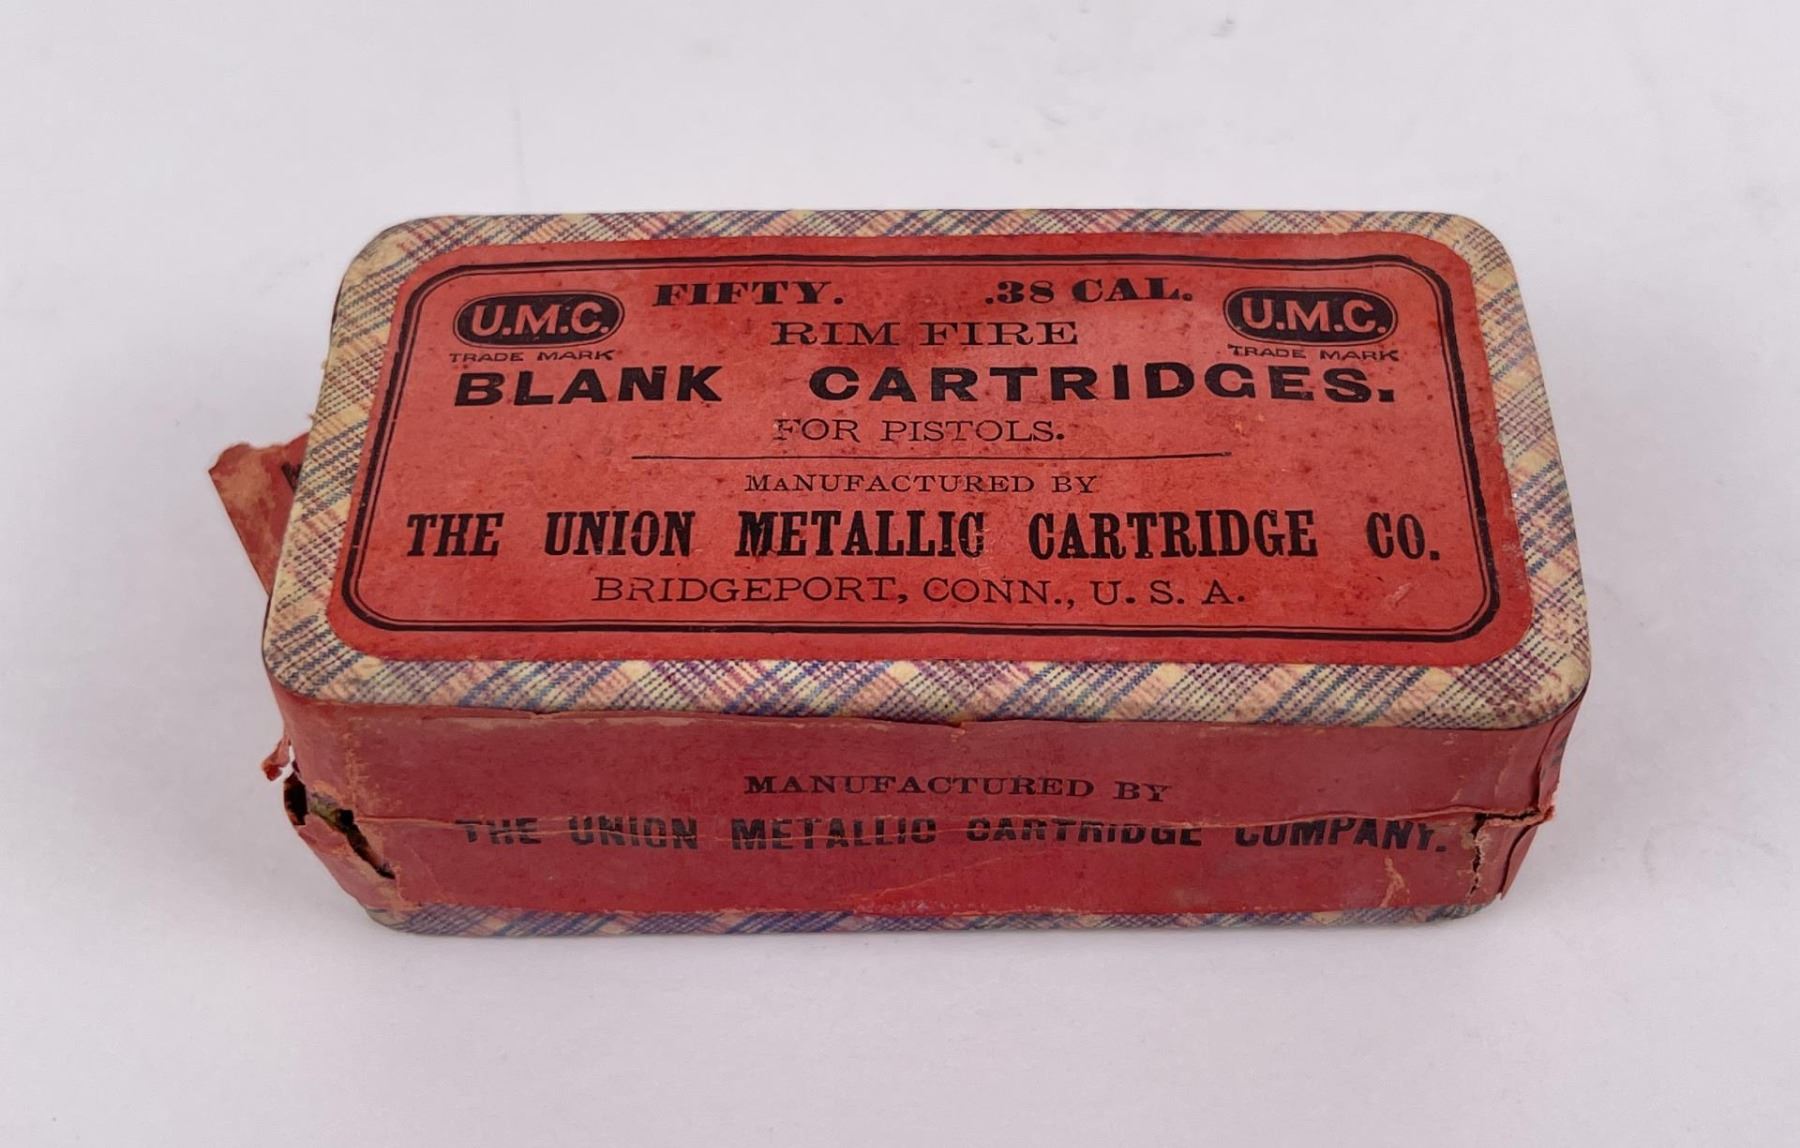 FIFTY. .38 CAL.
U.M.C. U.M.C.
TRADE MARK TRADE MARK
RIM FIRE
BLANK CARTRIDGES.
FOR PISTOLS.
MANUFACTURED BY
THE UNION METALLIC CARTRIDGE CO.
BRIDGEPORT, CONN., U. S. A.
MANUFACTURED BY
THE UNION METALLIC CARTRIDGE COMPANY.